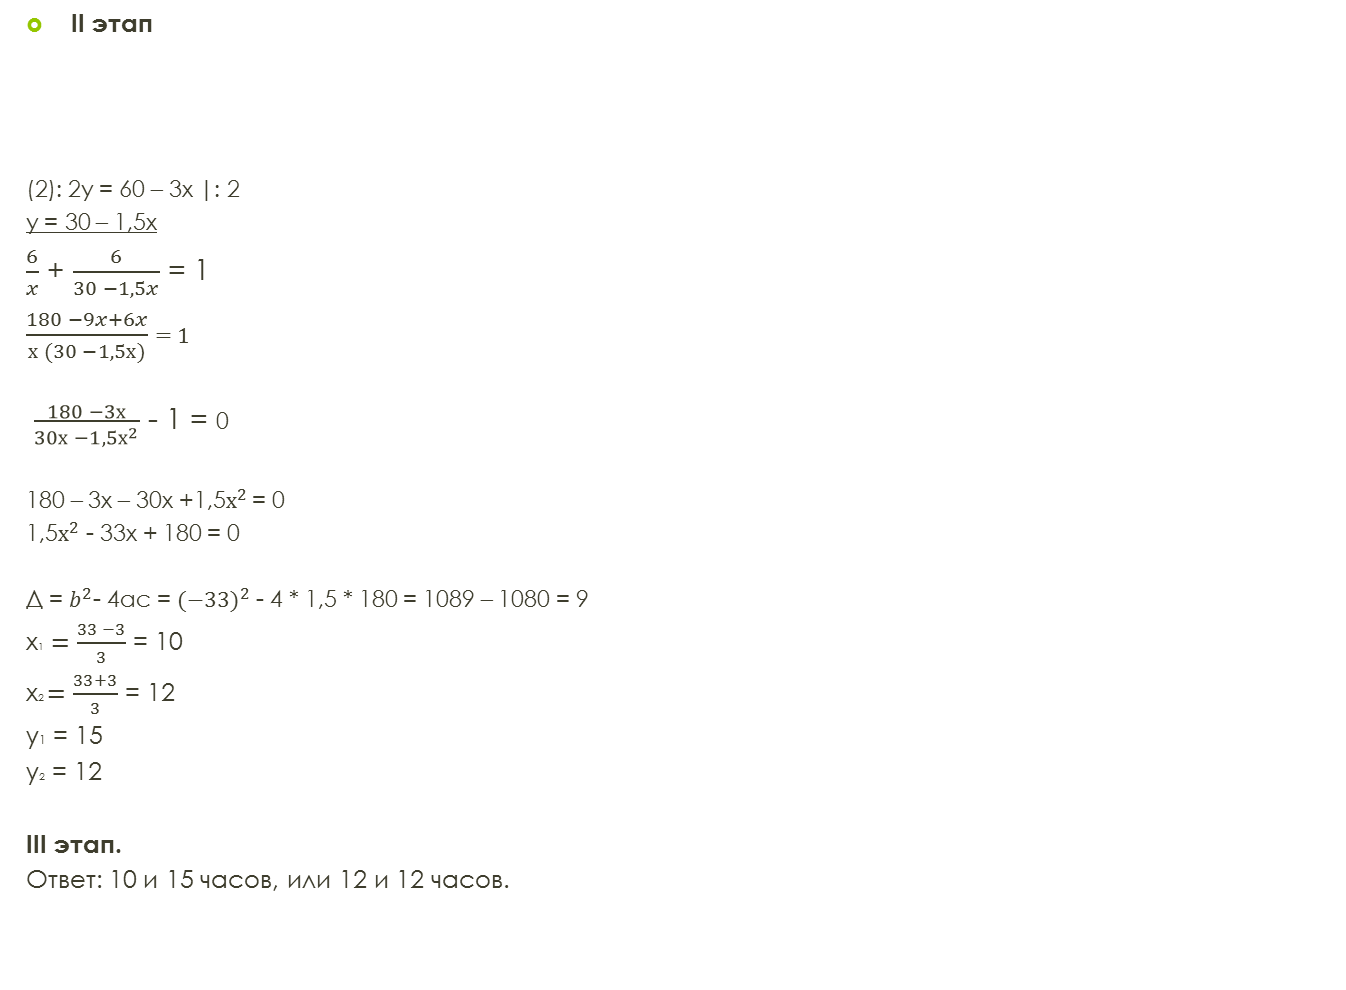 II этап
(2): 2y = 60 – 3x |: 2
y = 30 – 1,5x
6/x + 6/(30 −1,5x) = 1
(180 −9x+6x)/(x (30 −1,5x)) = 1
(180 −3x)/(30x −1,5x²) - 1 = 0
180 – 3x – 30x +1,5x² = 0
1,5x² - 33x + 180 = 0
Д = b²- 4ac = (−33)² - 4 * 1,5 * 180 = 1089 – 1080 = 9
x₁ = (33 −3)/3 = 10
x₂ = (33+3)/3 = 12
y₁ = 15
y₂ = 12
III этап.
Ответ: 10 и 15 часов, или 12 и 12 часов.